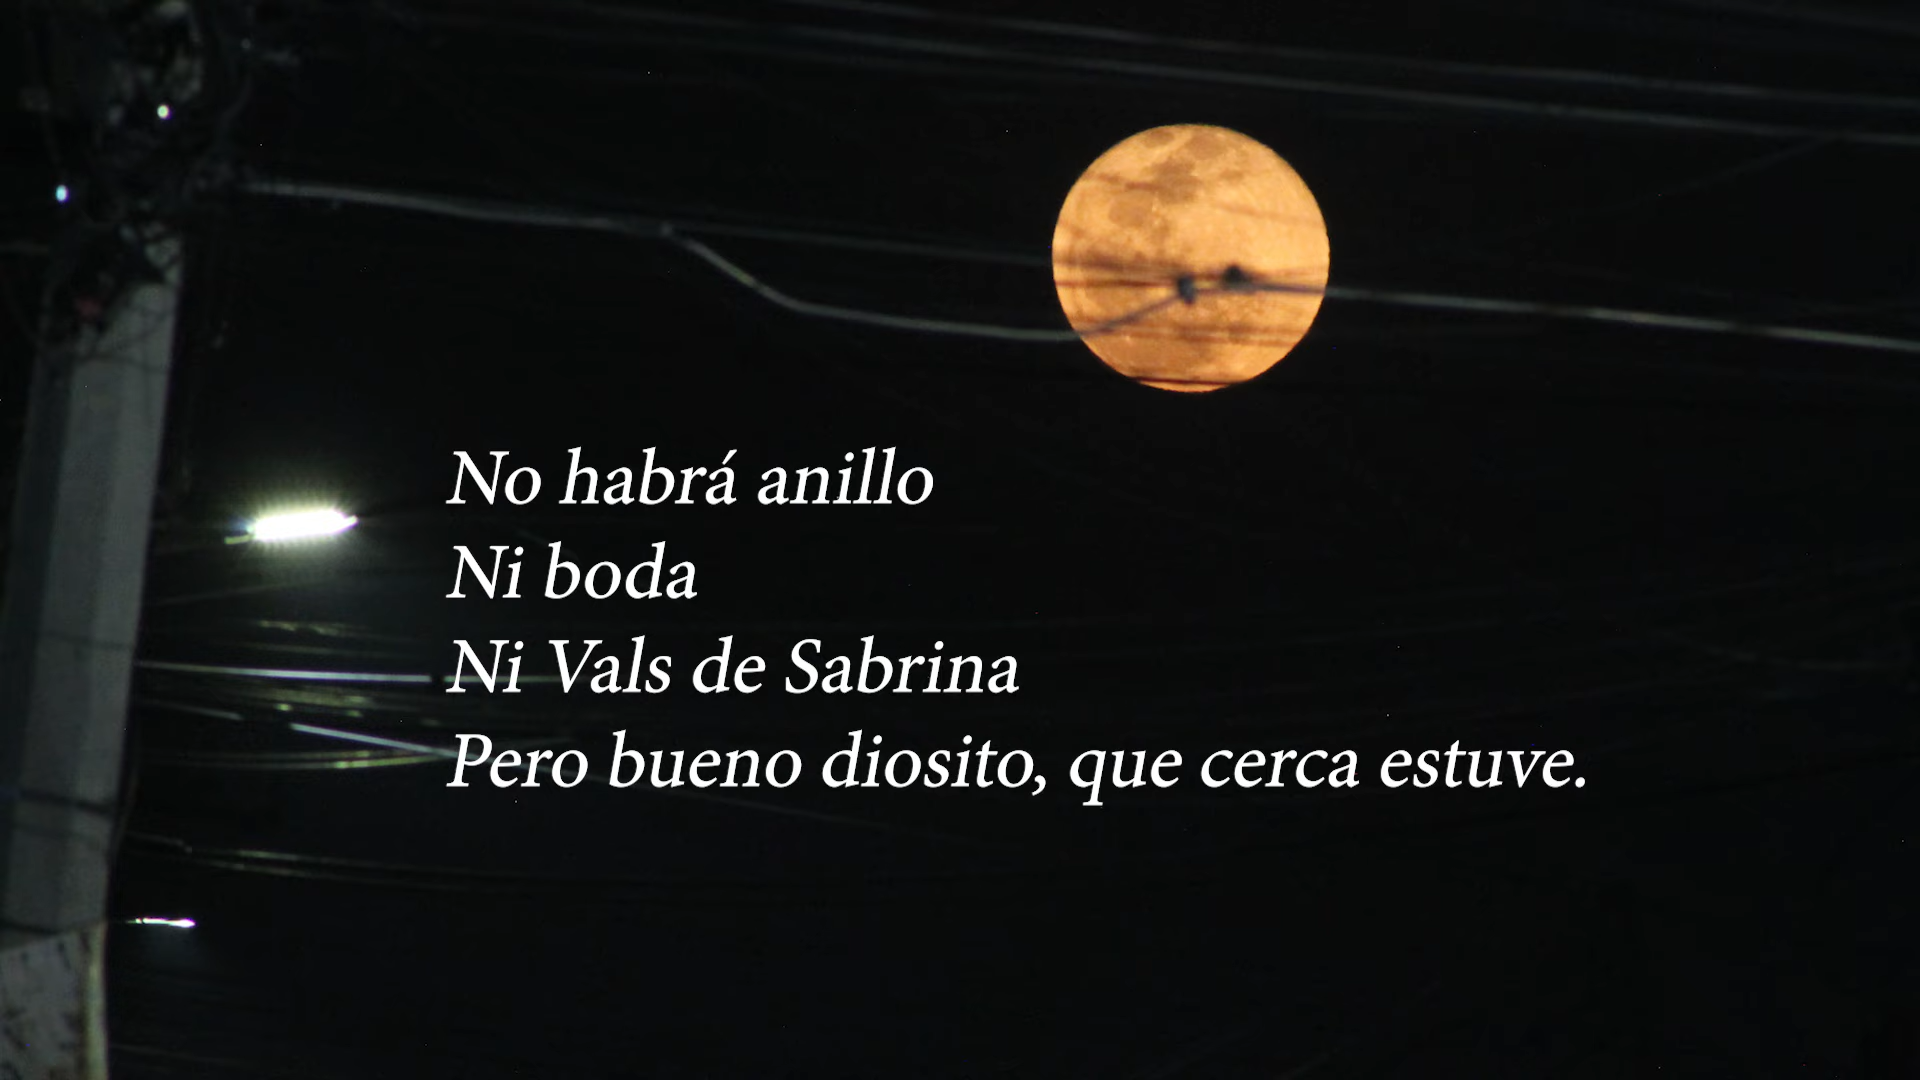 No habrá anillo
Ni boda
Ni Vals de Sabrina
Pero bueno diosito, que cerca estuve.